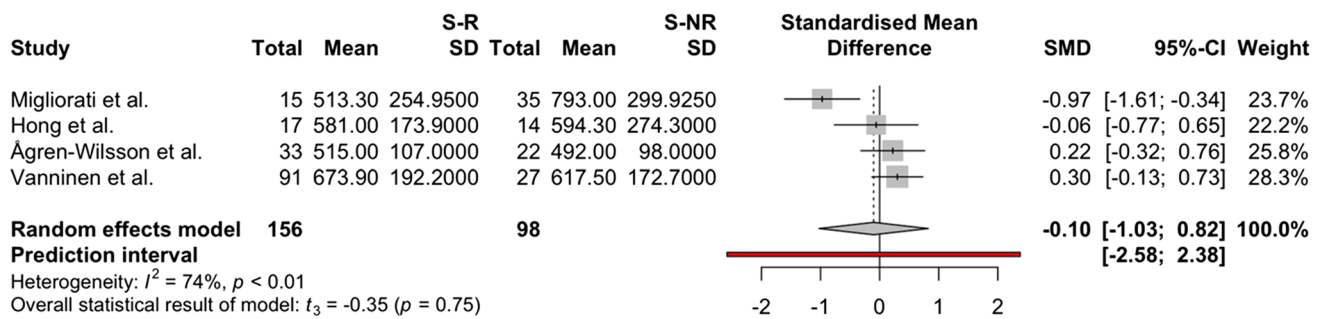 S-R S-NR Standardised Mean
Study Total Mean SD Total Mean SD Difference SMD 95%-CI Weight
Migliorati et al. 15 513.30 254.9500 35 793.00 299.9250 -0.97 [-1.61; -0.34] 23.7%
Hong et al. 17 581.00 173.9000 14 594.30 274.3000 -0.06 [-0.77; 0.65] 22.2%
Ågren-Wilsson et al. 33 515.00 107.0000 22 492.00 98.0000 0.22 [-0.32; 0.76] 25.8%
Vanninen et al. 91 673.90 192.2000 27 617.50 172.7000 0.30 [-0.13; 0.73] 28.3%
Random effects model 156 98 -0.10 [-1.03; 0.82] 100.0%
Prediction interval [-2.58; 2.38]
Heterogeneity: I² = 74%, p < 0.01
Overall statistical result of model: t₃ = -0.35 (p = 0.75)
-2 -1 0 1 2